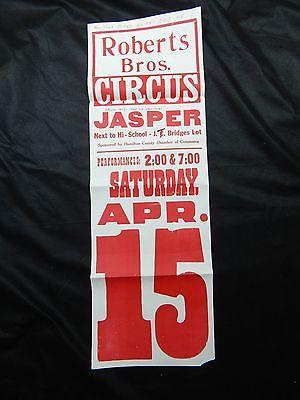 Roberts
Bros.
CIRCUS
JASPER
Next to Hi-School - J. E. Bridges Lot
Sponsored by Hamilton County Chamber of Commerce
PERFORMANCES: 2:00 & 7:00
SATURDAY,
APR.
15